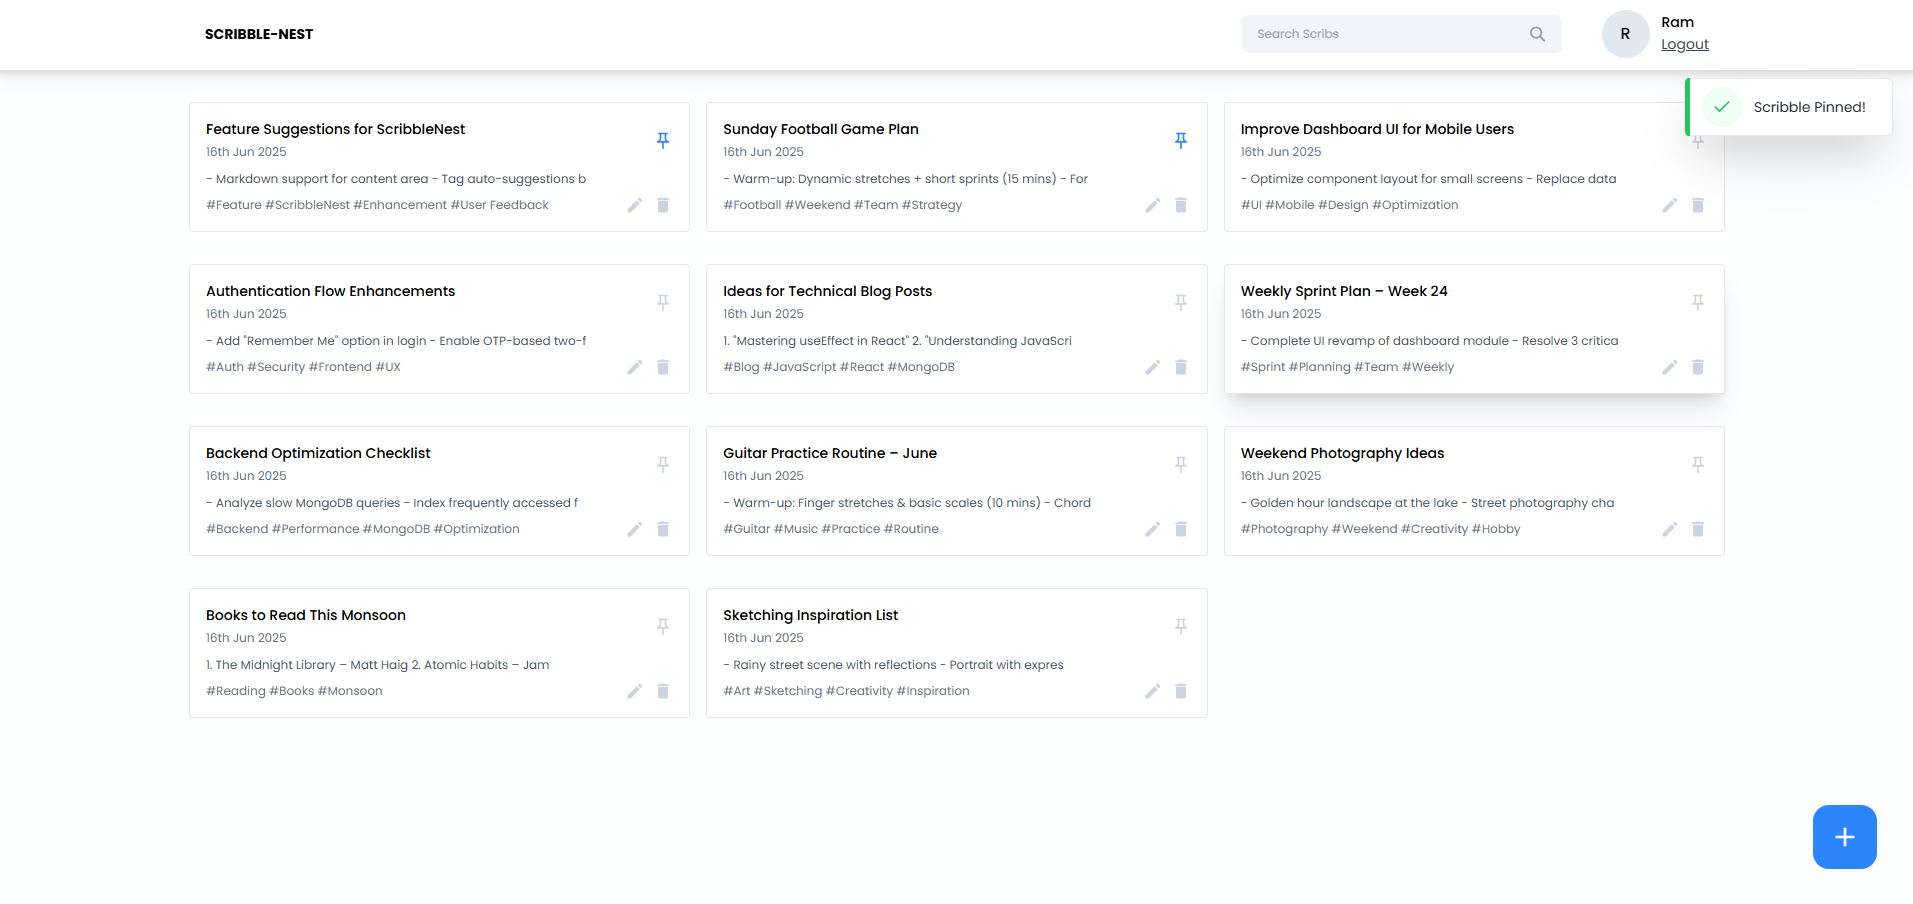 SCRIBBLE-NEST
Search Scribs
R
Ram
Logout
Scribble Pinned!
Feature Suggestions for ScribbleNest
16th Jun 2025
- Markdown support for content area - Tag auto-suggestions b
#Feature #ScribbleNest #Enhancement #User Feedback
Sunday Football Game Plan
16th Jun 2025
- Warm-up: Dynamic stretches + short sprints (15 mins) - For
#Football #Weekend #Team #Strategy
Improve Dashboard UI for Mobile Users
16th Jun 2025
- Optimize component layout for small screens - Replace data
#UI #Mobile #Design #Optimization
Authentication Flow Enhancements
16th Jun 2025
- Add "Remember Me" option in login - Enable OTP-based two-f
#Auth #Security #Frontend #UX
Ideas for Technical Blog Posts
16th Jun 2025
1. "Mastering useEffect in React" 2. "Understanding JavaScri
#Blog #JavaScript #React #MongoDB
Weekly Sprint Plan – Week 24
16th Jun 2025
- Complete UI revamp of dashboard module - Resolve 3 critica
#Sprint #Planning #Team #Weekly
Backend Optimization Checklist
16th Jun 2025
- Analyze slow MongoDB queries - Index frequently accessed f
#Backend #Performance #MongoDB #Optimization
Guitar Practice Routine – June
16th Jun 2025
- Warm-up: Finger stretches & basic scales (10 mins) - Chord
#Guitar #Music #Practice #Routine
Weekend Photography Ideas
16th Jun 2025
- Golden hour landscape at the lake - Street photography cha
#Photography #Weekend #Creativity #Hobby
Books to Read This Monsoon
16th Jun 2025
1. The Midnight Library – Matt Haig 2. Atomic Habits – Jam
#Reading #Books #Monsoon
Sketching Inspiration List
16th Jun 2025
- Rainy street scene with reflections - Portrait with expres
#Art #Sketching #Creativity #Inspiration